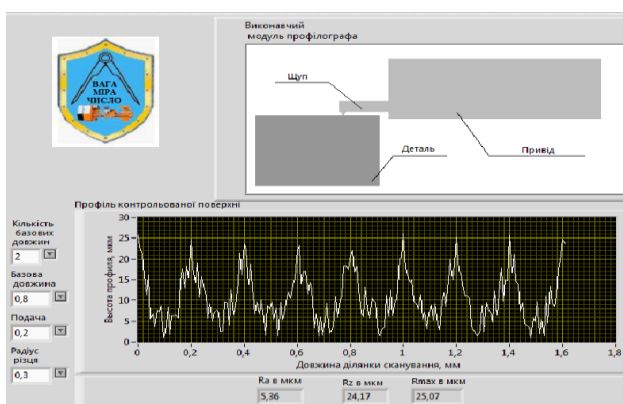 Виконавчий
модуль профілографа
ВАГА
МІРА
ЧИСЛО
Щуп
Деталь
Привід
Профіль контрольованої поверхні
Кількість
базових
довжин
2
Базова
довжина
0,8
Подача
0,2
Радіус
різця
0,3
Высота профиля, мкм
30
25
20
15
10
5
0
0 0,2 0,4 0,6 0,8 1 1,2 1,4 1,6 1,8
Довжина ділянки сканування, мм
Ra в мкм Rz в мкм Rmax в мкм
5,36 24,17 25,07